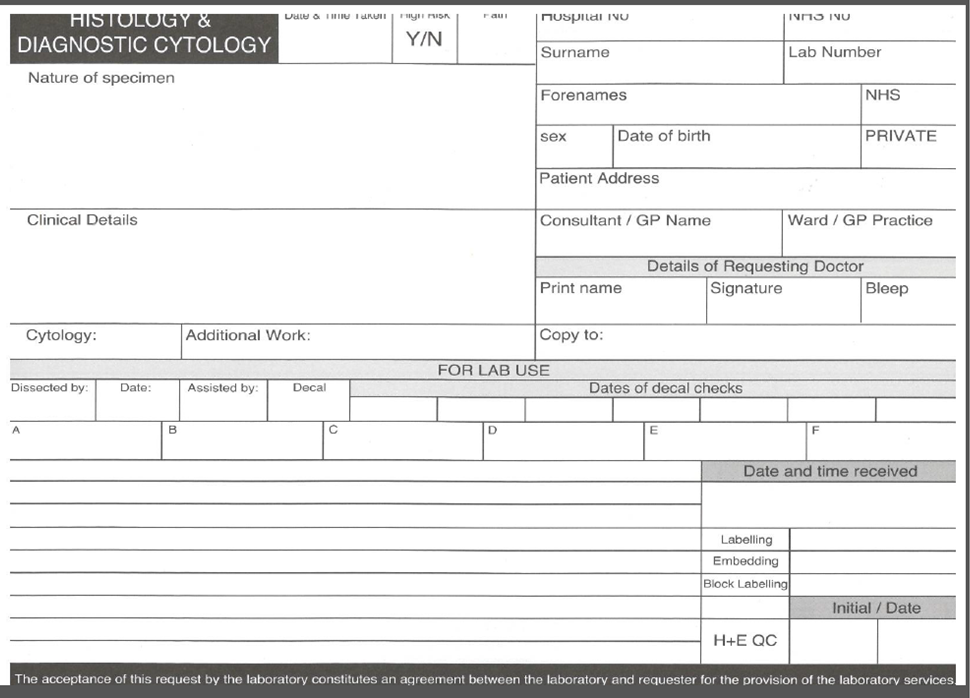 HISTOLOGY &
DIAGNOSTIC CYTOLOGY
Date & Time Taken
High Risk
Y/N
Nature of specimen
Hospital No
NHS No
Surname
Lab Number
Forenames
NHS
sex
Date of birth
PRIVATE
Patient Address
Clinical Details
Consultant / GP Name
Ward / GP Practice
Details of Requesting Doctor
Print name
Signature
Bleep
Cytology:
Additional Work:
Copy to:
FOR LAB USE
Dissected by:
Date:
Assisted by:
Decal
Dates of decal checks
A
B
C
D
E
F
Date and time received
Labelling
Embedding
Block Labelling
Initial / Date
H+E QC
The acceptance of this request by the laboratory constitutes an agreement between the laboratory and requester for the provision of the laboratory services.